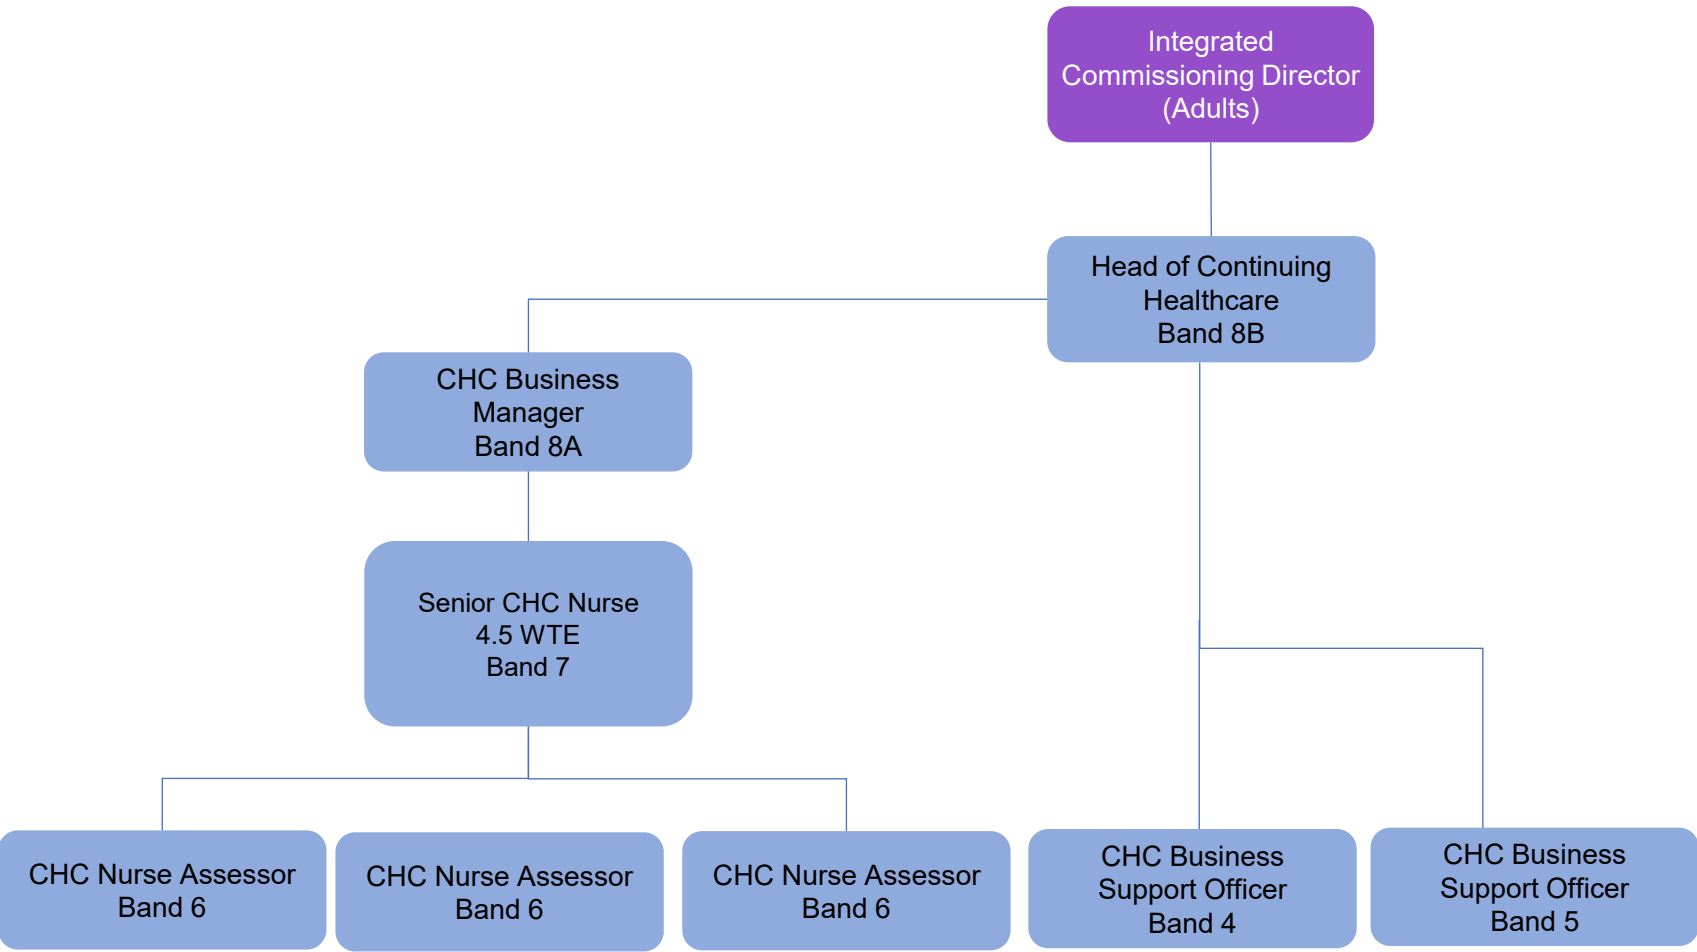 Integrated
Commissioning Director
(Adults)
Head of Continuing
Healthcare
Band 8B
CHC Business
Manager
Band 8A
Senior CHC Nurse
4.5 WTE
Band 7
CHC Nurse Assessor
Band 6
CHC Nurse Assessor
Band 6
CHC Nurse Assessor
Band 6
CHC Business
Support Officer
Band 4
CHC Business
Support Officer
Band 5